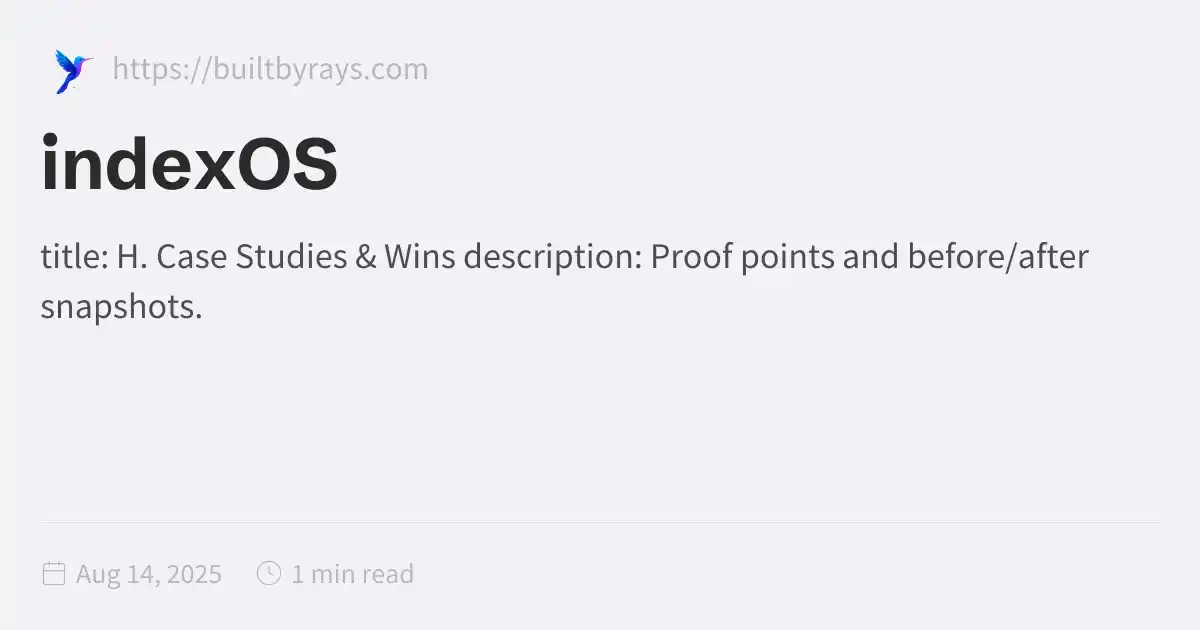 https://builtbyrays.com
indexOS
title: H. Case Studies & Wins description: Proof points and before/after
snapshots.
Aug 14, 2025 1 min read